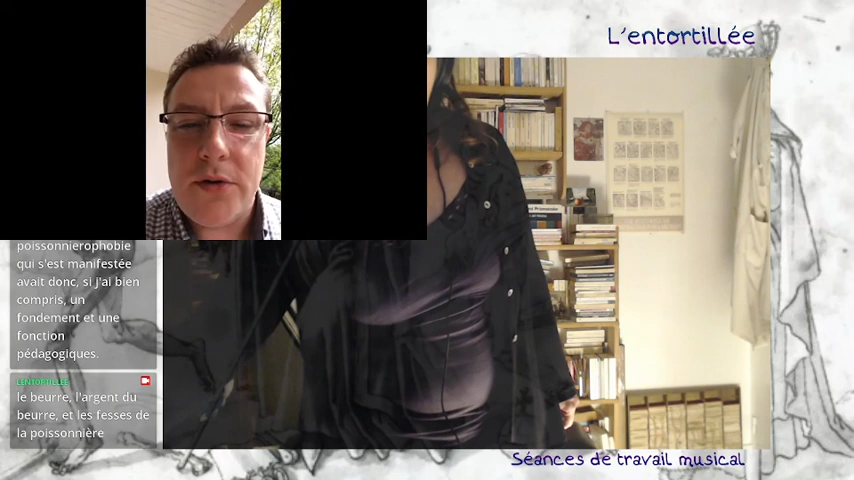 L'entortillée
poissonnierophobie
qui s'est manifestée
avait donc, si j'ai bien
compris, un
fondement et une
fonction
pédagogiques.
LENTORTILLEE
le beurre, l'argent du
beurre, et les fesses de
la poissonnière
Séances de travail musical